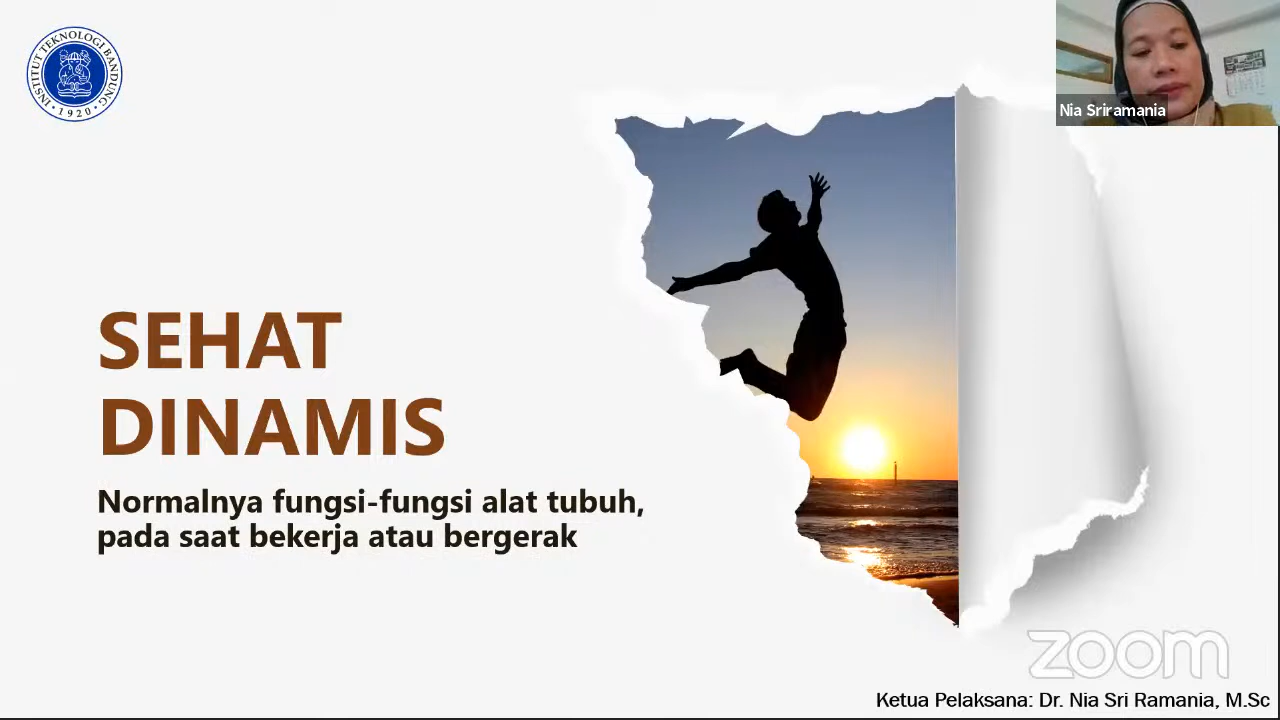 INSTITUT TEKNOLOGI BANDUNG
1920
Nia Sriramania
SEHAT
DINAMIS
Normalnya fungsi-fungsi alat tubuh,
pada saat bekerja atau bergerak
zoom
Ketua Pelaksana: Dr. Nia Sri Ramania, M.Sc